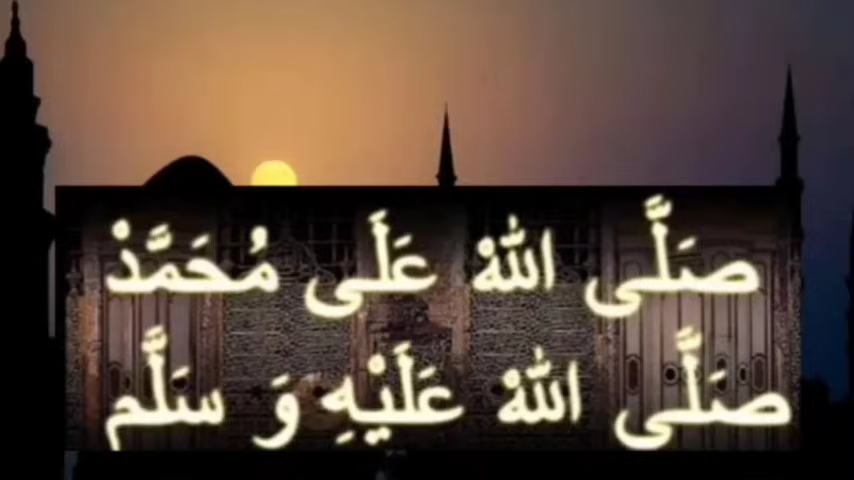 صَلَّى اللهْ عَلَى مُحَمَّدْ
صَلَّى اللهْ عَلَيْهِ وَ سَلَّم